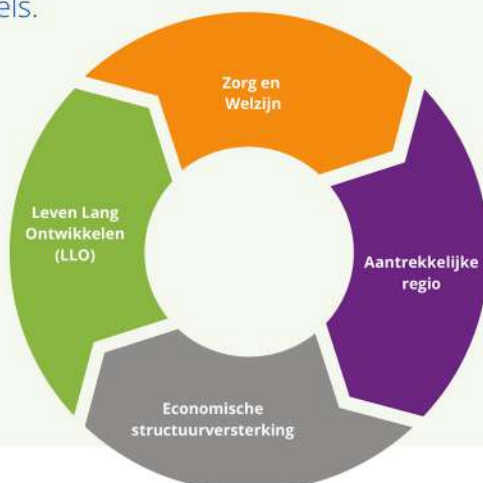 els.
Zorg en
Welzijn
Leven Lang
Ontwikkelen
(LLO)
Aantrekkelijke
regio
Economische
structuurversterking